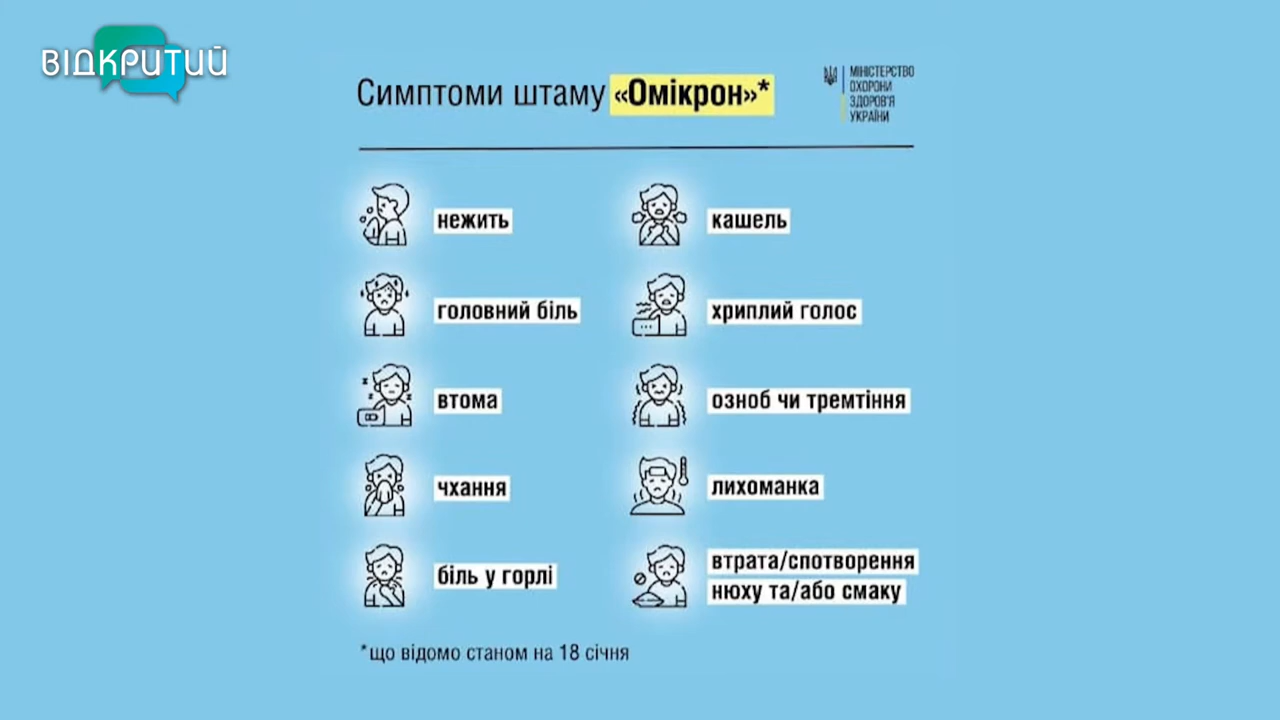 ВІДКРИТИЙ
Симптоми штаму «Омікрон»*
МІНІСТЕРСТВО
ОХОРОНИ
ЗДОРОВ'Я
УКРАЇНИ
нежить
кашель
головний біль
хриплий голос
втома
озноб чи тремтіння
чхання
лихоманка
біль у горлі
втрата/спотворення
нюху та/або смаку
*що відомо станом на 18 січня